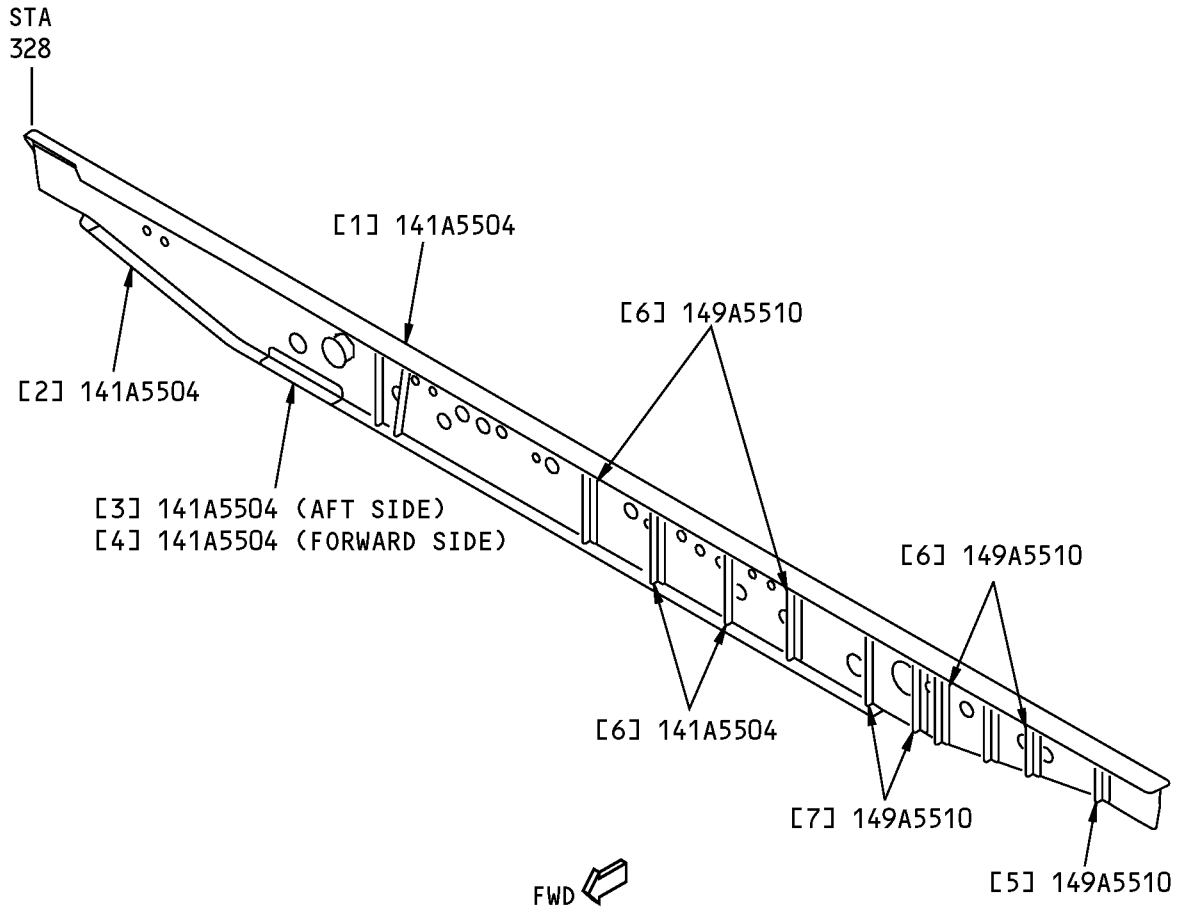 STA
328
[1] 141A5504
[6] 149A5510
[2] 141A5504
[3] 141A5504 (AFT SIDE)
[4] 141A5504 (FORWARD SIDE)
[6] 149A5510
[6] 141A5504
[7] 149A5510
[5] 149A5510
FWD